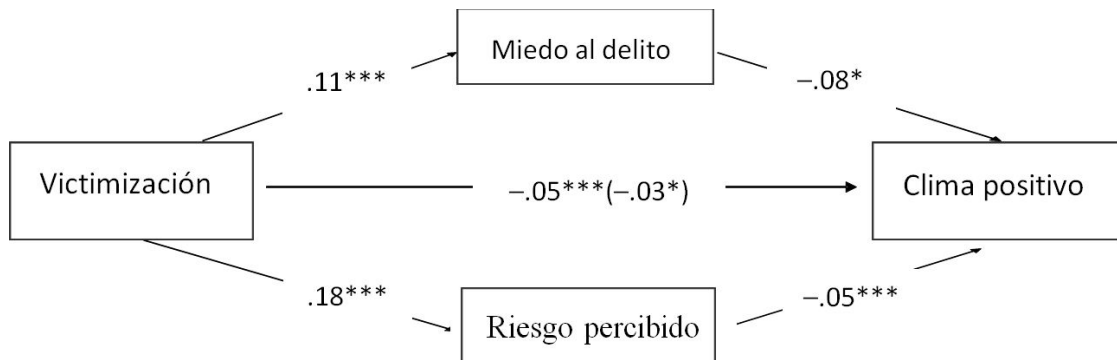 Miedo al delito
.11***
–.08*
Victimización
–.05***(–.03*)
Clima positivo
.18***
–.05***
Riesgo percibido